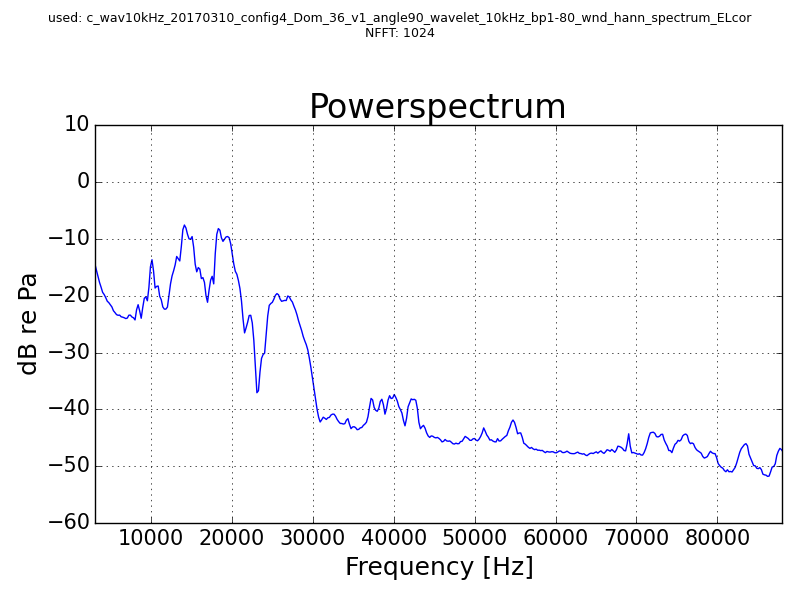 used: c_wav10kHz_20170310_config4_Dom_36_v1_angle90_wavelet_10kHz_bp1-80_wnd_hann_spectrum_ELcor
NFFT: 1024
Powerspectrum
10
0
−10
−20
−30
−40
−50
−60
dB re Pa
10000 20000 30000 40000 50000 60000 70000 80000
Frequency [Hz]